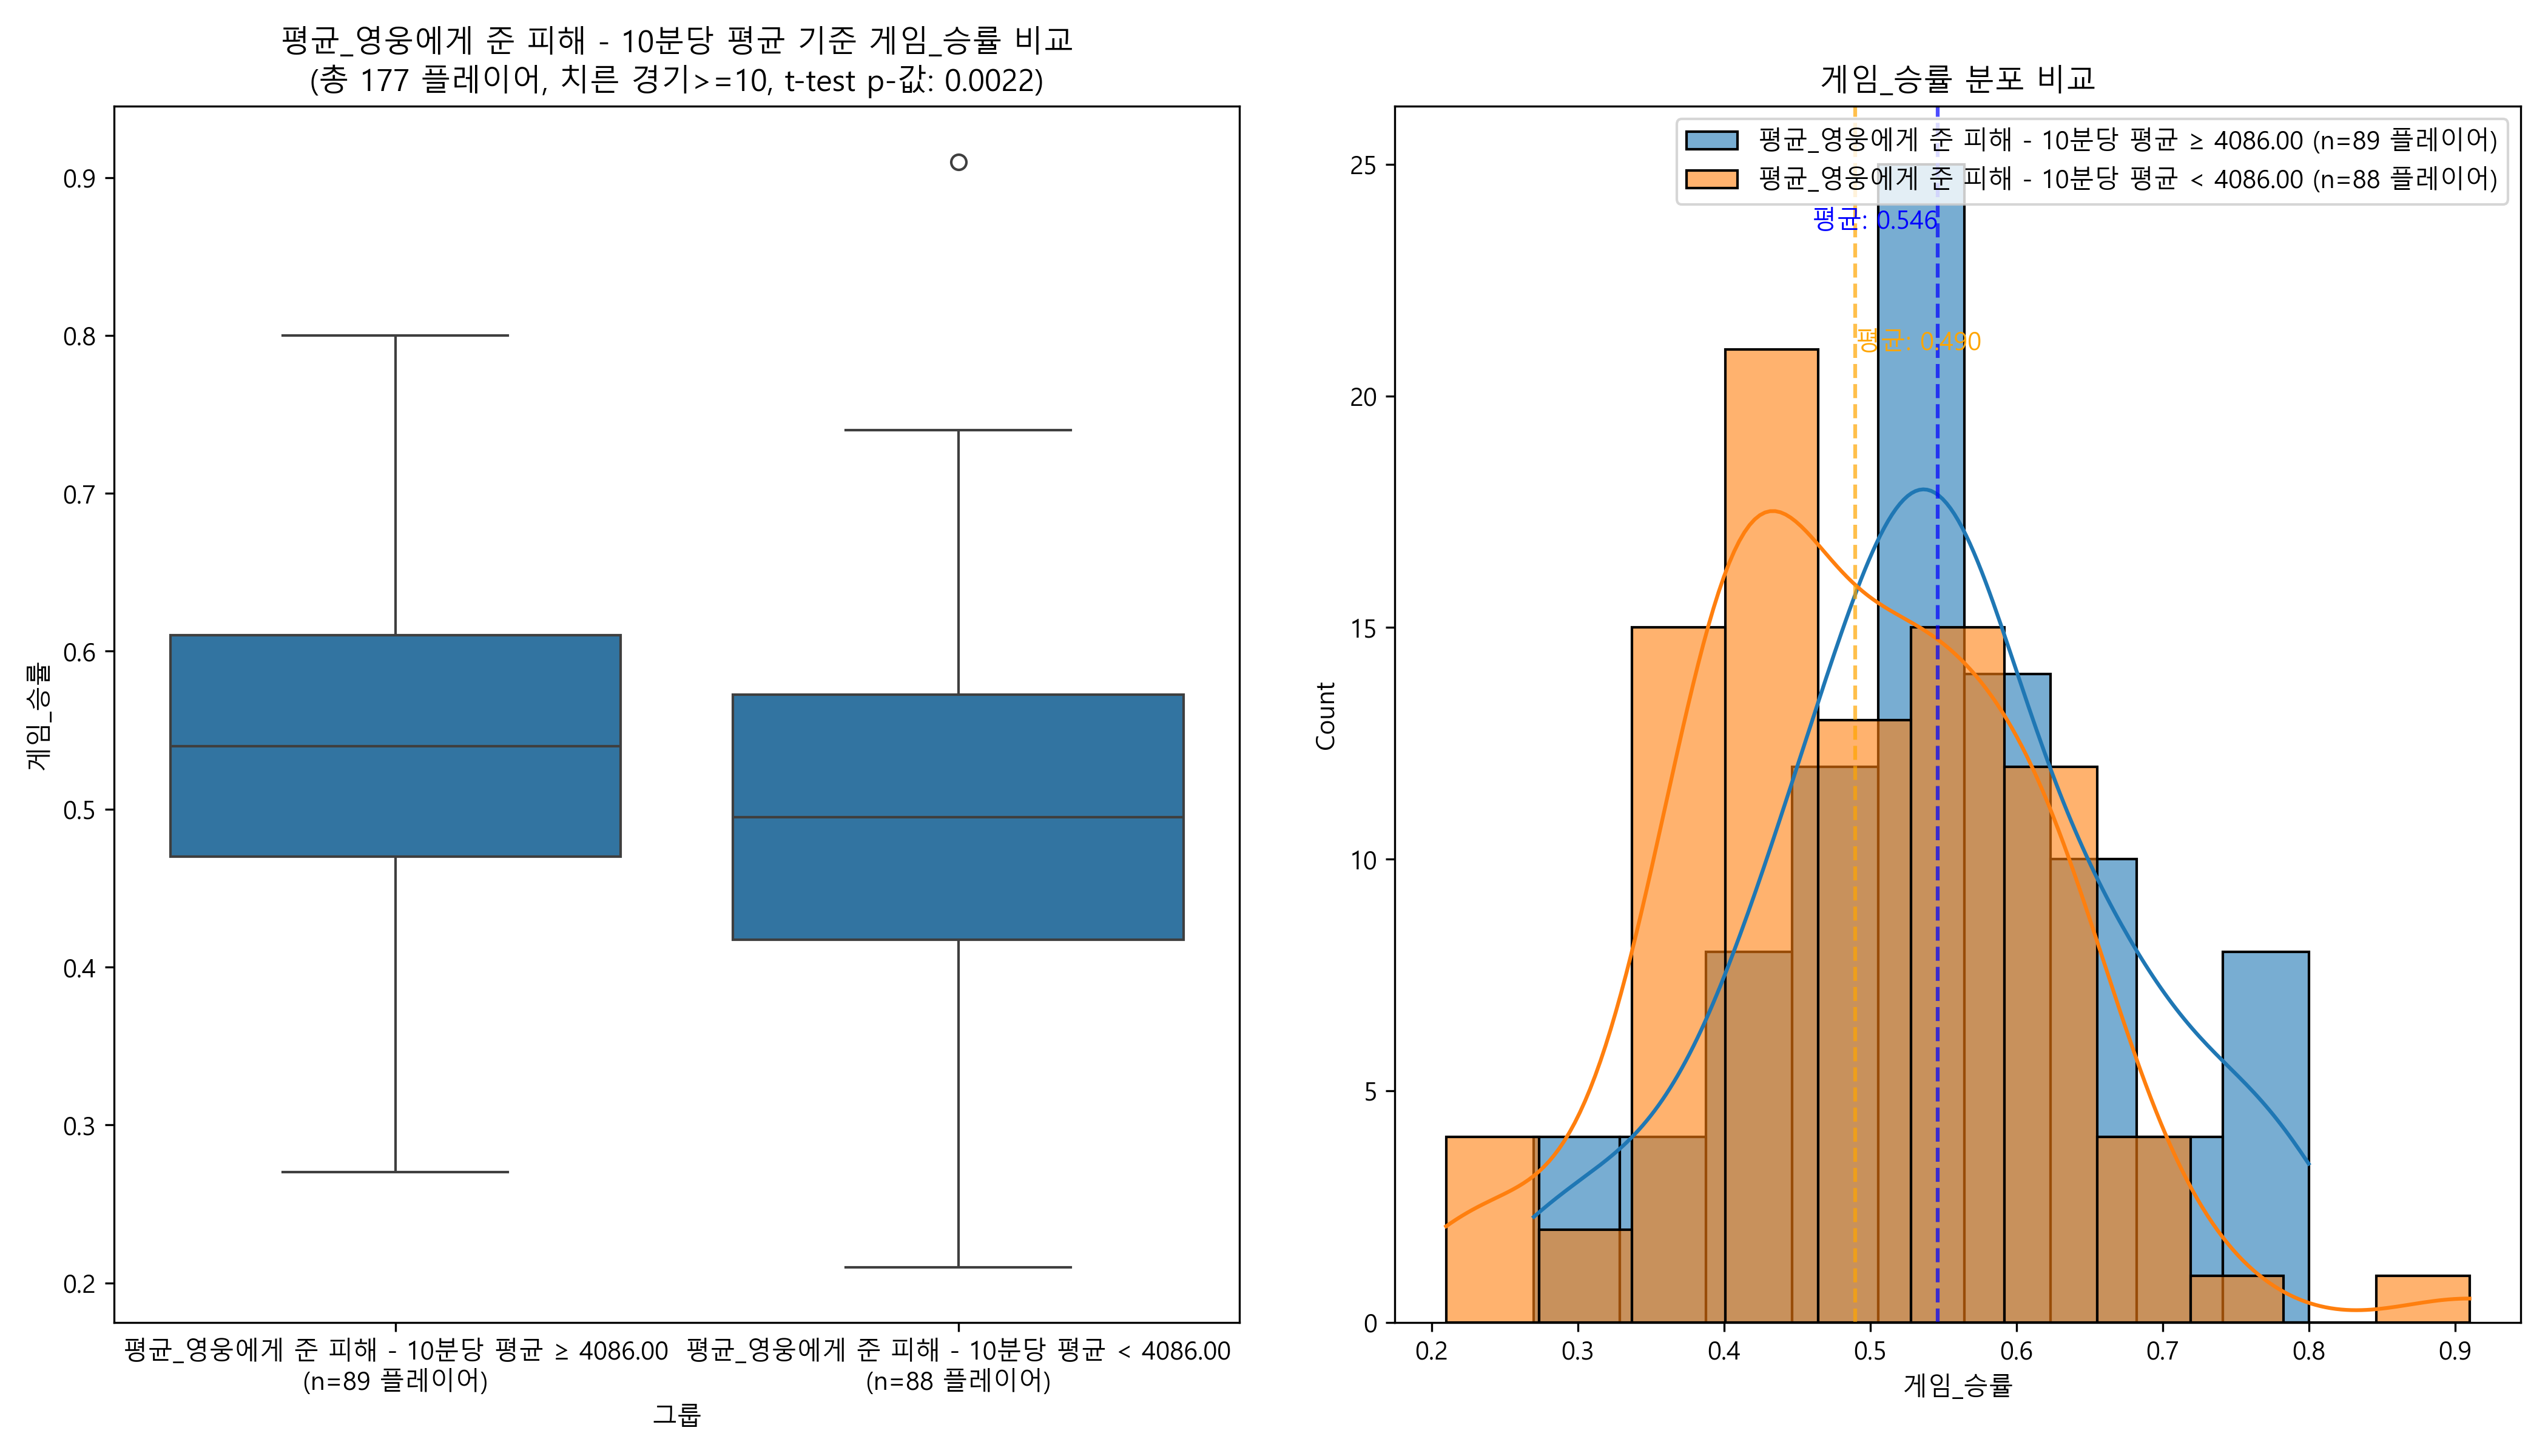 평균_영웅에게 준 피해 - 10분당 평균 기준 게임_승률 비교
(총 177 플레이어, 치른 경기>=10, t-test p-값: 0.0022)
0.9
0.8
0.7
0.6
0.5
0.4
0.3
0.2
게임_승률
평균_영웅에게 준 피해 - 10분당 평균 ≥ 4086.00
(n=89 플레이어)
평균_영웅에게 준 피해 - 10분당 평균 < 4086.00
(n=88 플레이어)
그룹
게임_승률 분포 비교
평균_영웅에게 준 피해 - 10분당 평균 ≥ 4086.00 (n=89 플레이어)
평균_영웅에게 준 피해 - 10분당 평균 < 4086.00 (n=88 플레이어)
평균: 0.546
평균: 0.490
25
20
15
10
5
0
Count
0.2 0.3 0.4 0.5 0.6 0.7 0.8 0.9
게임_승률